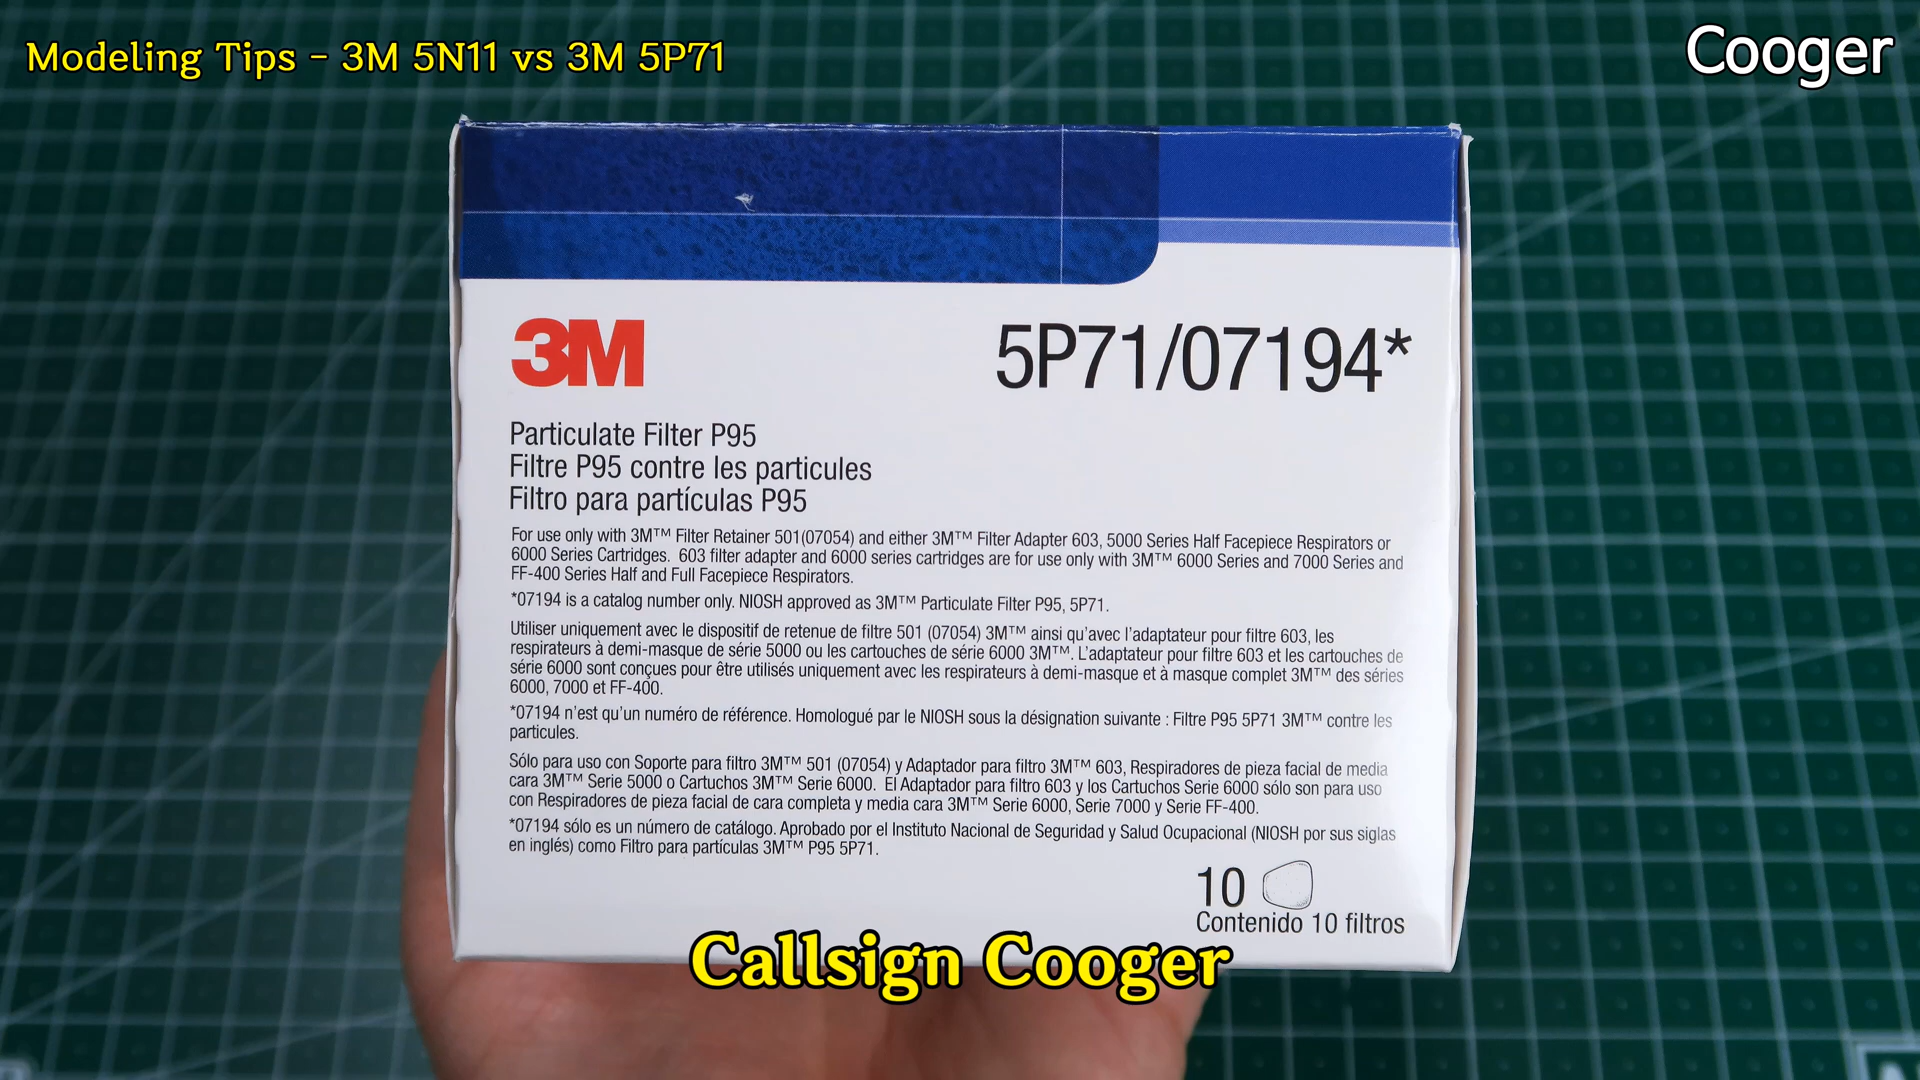 Modeling Tips - 3M 5N11 vs 3M 5P71
Cooger
3M
5P71/07194*
Particulate Filter P95
Filtre P95 contre les particules
Filtro para partículas P95
For use only with 3M™ Filter Retainer 501(07054) and either 3M™ Filter Adapter 603, 5000 Series Half Facepiece Respirators or
6000 Series Cartridges. 603 filter adapter and 6000 series cartridges are for use only with 3M™ 6000 Series and 7000 Series and
FF-400 Series Half and Full Facepiece Respirators.
*07194 is a catalog number only. NIOSH approved as 3M™ Particulate Filter P95, 5P71.
Utiliser uniquement avec le dispositif de retenue de filtre 501 (07054) 3M™ ainsi qu'avec l'adaptateur pour filtre 603, les
respirateurs à demi-masque de série 5000 ou les cartouches de série 6000 3M™. L'adaptateur pour filtre 603 et les cartouches de
série 6000 sont conçues pour être utilisés uniquement avec les respirateurs à demi-masque et à masque complet 3M™ des séries
6000, 7000 et FF-400.
*07194 n'est qu'un numéro de référence. Homologué par le NIOSH sous la désignation suivante : Filtre P95 5P71 3M™ contre les
particules.
Sólo para uso con Soporte para filtro 3M™ 501 (07054) y Adaptador para filtro 3M™ 603, Respiradores de pieza facial de media
cara 3M™ Serie 5000 o Cartuchos 3M™ Serie 6000. El Adaptador para filtro 603 y los Cartuchos Serie 6000 sólo son para uso
con Respiradores de pieza facial de cara completa y media cara 3M™ Serie 6000, Serie 7000 y Serie FF-400.
*07194 sólo es un número de catálogo. Aprobado por el Instituto Nacional de Seguridad y Salud Ocupacional (NIOSH por sus siglas
en inglés) como Filtro para partículas 3M™ P95 5P71.
10
Contenido 10 filtros
Callsign Cooger